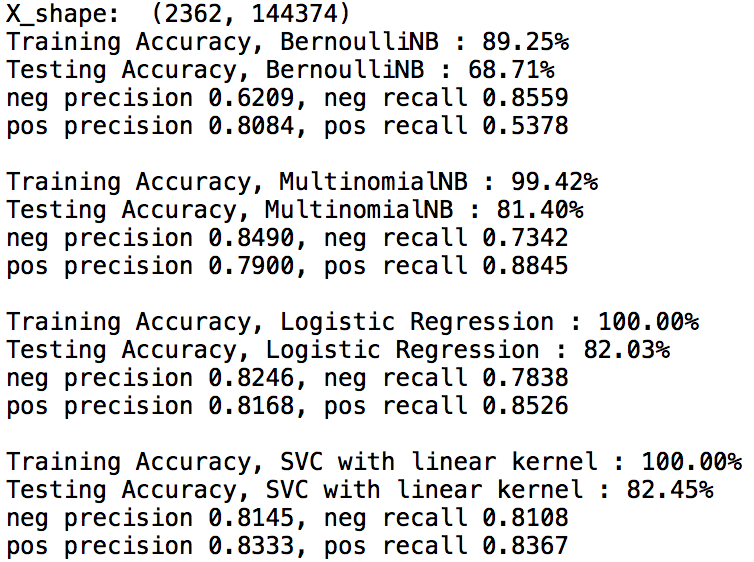 X_shape:  (2362, 144374)
Training Accuracy, BernoulliNB : 89.25%
Testing Accuracy, BernoulliNB : 68.71%
neg precision 0.6209, neg recall 0.8559
pos precision 0.8084, pos recall 0.5378

Training Accuracy, MultinomialNB : 99.42%
Testing Accuracy, MultinomialNB : 81.40%
neg precision 0.8490, neg recall 0.7342
pos precision 0.7900, pos recall 0.8845

Training Accuracy, Logistic Regression : 100.00%
Testing Accuracy, Logistic Regression : 82.03%
neg precision 0.8246, neg recall 0.7838
pos precision 0.8168, pos recall 0.8526

Training Accuracy, SVC with linear kernel : 100.00%
Testing Accuracy, SVC with linear kernel : 82.45%
neg precision 0.8145, neg recall 0.8108
pos precision 0.8333, pos recall 0.8367